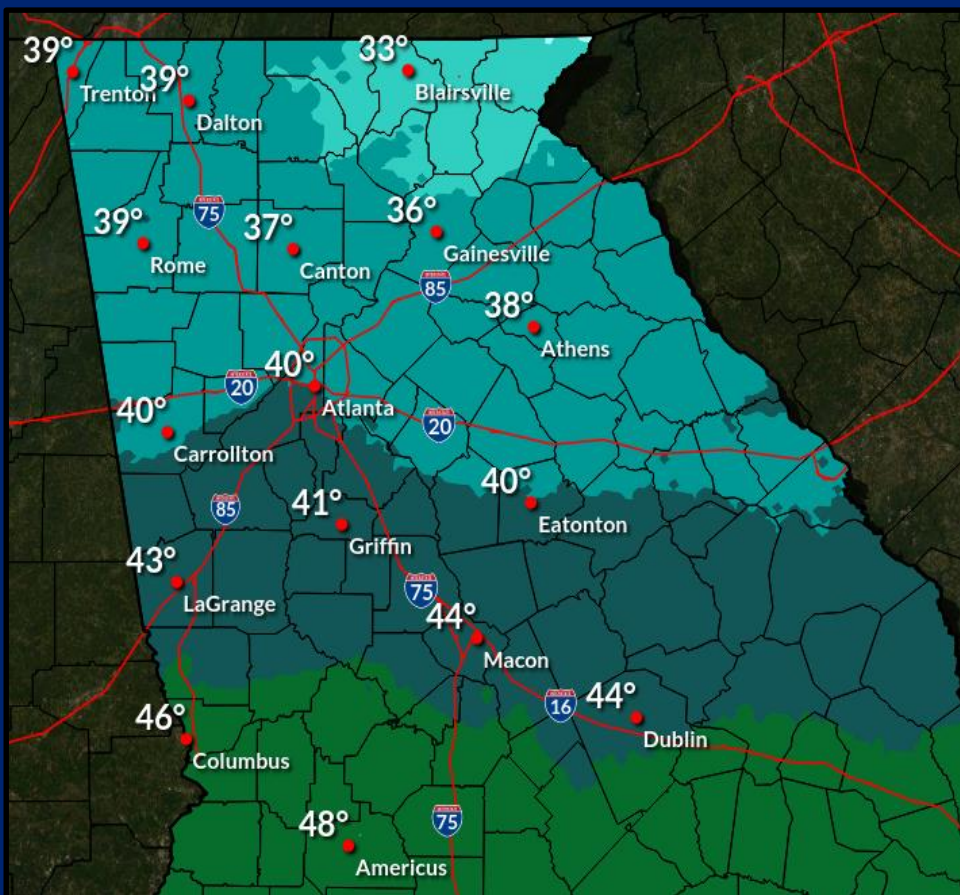 33°
39°
Trenton
39°
Blairsville
Dalton
75
39°
37°
36°
Rome
Canton
Gainesville
85
38°
Athens
40°
20
Atlanta
40°
20
Carrollton
40°
85
41°
Eatonton
Griffin
43°
75
LaGrange
44°
Macon
16
44°
46°
Dublin
Columbus
48°
75
Americus